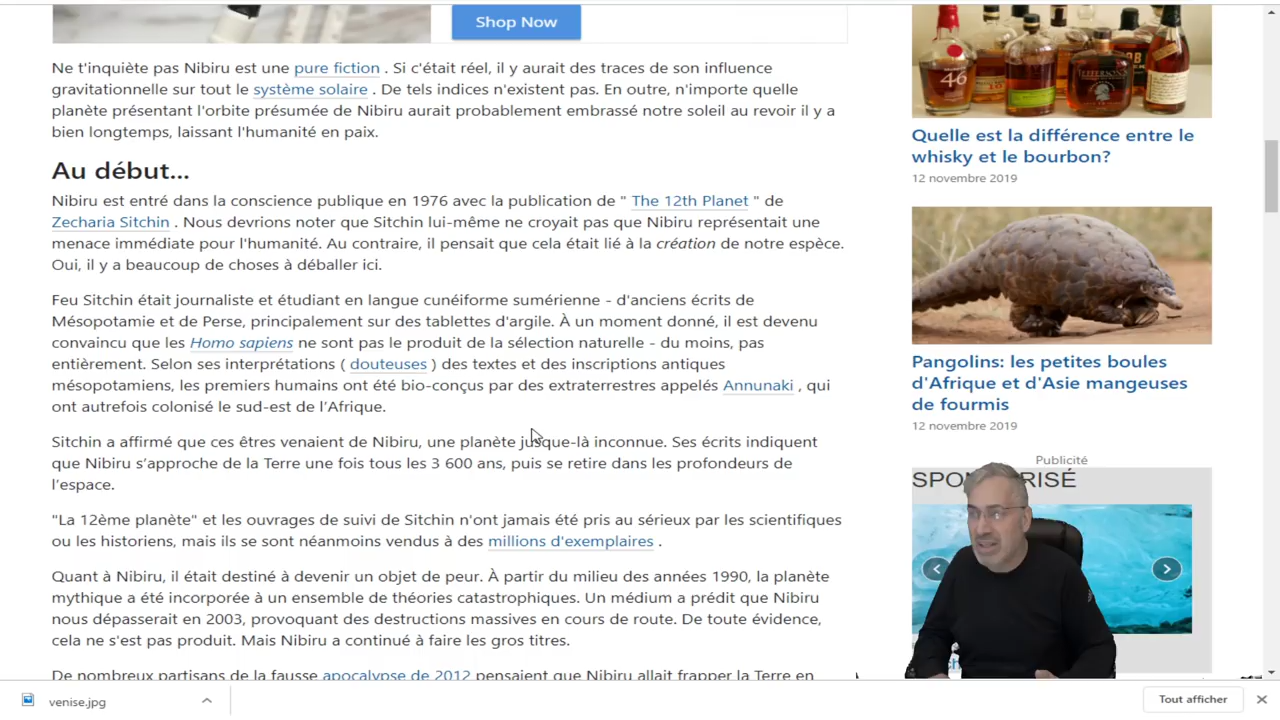 Shop Now
Ne t'inquiète pas Nibiru est une pure fiction . Si c'était réel, il y aurait des traces de son influence
gravitationnelle sur tout le système solaire . De tels indices n'existent pas. En outre, n'importe quelle
planète présentant l'orbite présumée de Nibiru aurait probablement embrassé notre soleil au revoir il y a
bien longtemps, laissant l'humanité en paix.
Au début...
Nibiru est entré dans la conscience publique en 1976 avec la publication de " The 12th Planet " de
Zecharia Sitchin . Nous devrions noter que Sitchin lui-même ne croyait pas que Nibiru représentait une
menace immédiate pour l'humanité. Au contraire, il pensait que cela était lié à la création de notre espèce.
Oui, il y a beaucoup de choses à déballer ici.
Feu Sitchin était journaliste et étudiant en langue cunéiforme sumérienne - d'anciens écrits de
Mésopotamie et de Perse, principalement sur des tablettes d'argile. À un moment donné, il est devenu
convaincu que les Homo sapiens ne sont pas le produit de la sélection naturelle - du moins, pas
entièrement. Selon ses interprétations ( douteuses ) des textes et des inscriptions antiques
mésopotamiens, les premiers humains ont été bio-conçus par des extraterrestres appelés Annunaki , qui
ont autrefois colonisé le sud-est de l’Afrique.
Sitchin a affirmé que ces êtres venaient de Nibiru, une planète jusque-là inconnue. Ses écrits indiquent
que Nibiru s’approche de la Terre une fois tous les 3 600 ans, puis se retire dans les profondeurs de
l’espace.
"La 12ème planète" et les ouvrages de suivi de Sitchin n'ont jamais été pris au sérieux par les scientifiques
ou les historiens, mais ils se sont néanmoins vendus à des millions d'exemplaires .
Quant à Nibiru, il était destiné à devenir un objet de peur. À partir du milieu des années 1990, la planète
mythique a été incorporée à un ensemble de théories catastrophiques. Un médium a prédit que Nibiru
nous dépasserait en 2003, provoquant des destructions massives en cours de route. De toute évidence,
cela ne s'est pas produit. Mais Nibiru a continué à faire les gros titres.
De nombreux partisans de la fausse apocalypse de 2012 pensaient que Nibiru allait frapper la Terre en
46
Quelle est la différence entre le
whisky et le bourbon?
12 novembre 2019
Pangolins: les petites boules
d'Afrique et d'Asie mangeuses
de fourmis
12 novembre 2019
Publicité
venise.jpg
Tout afficher